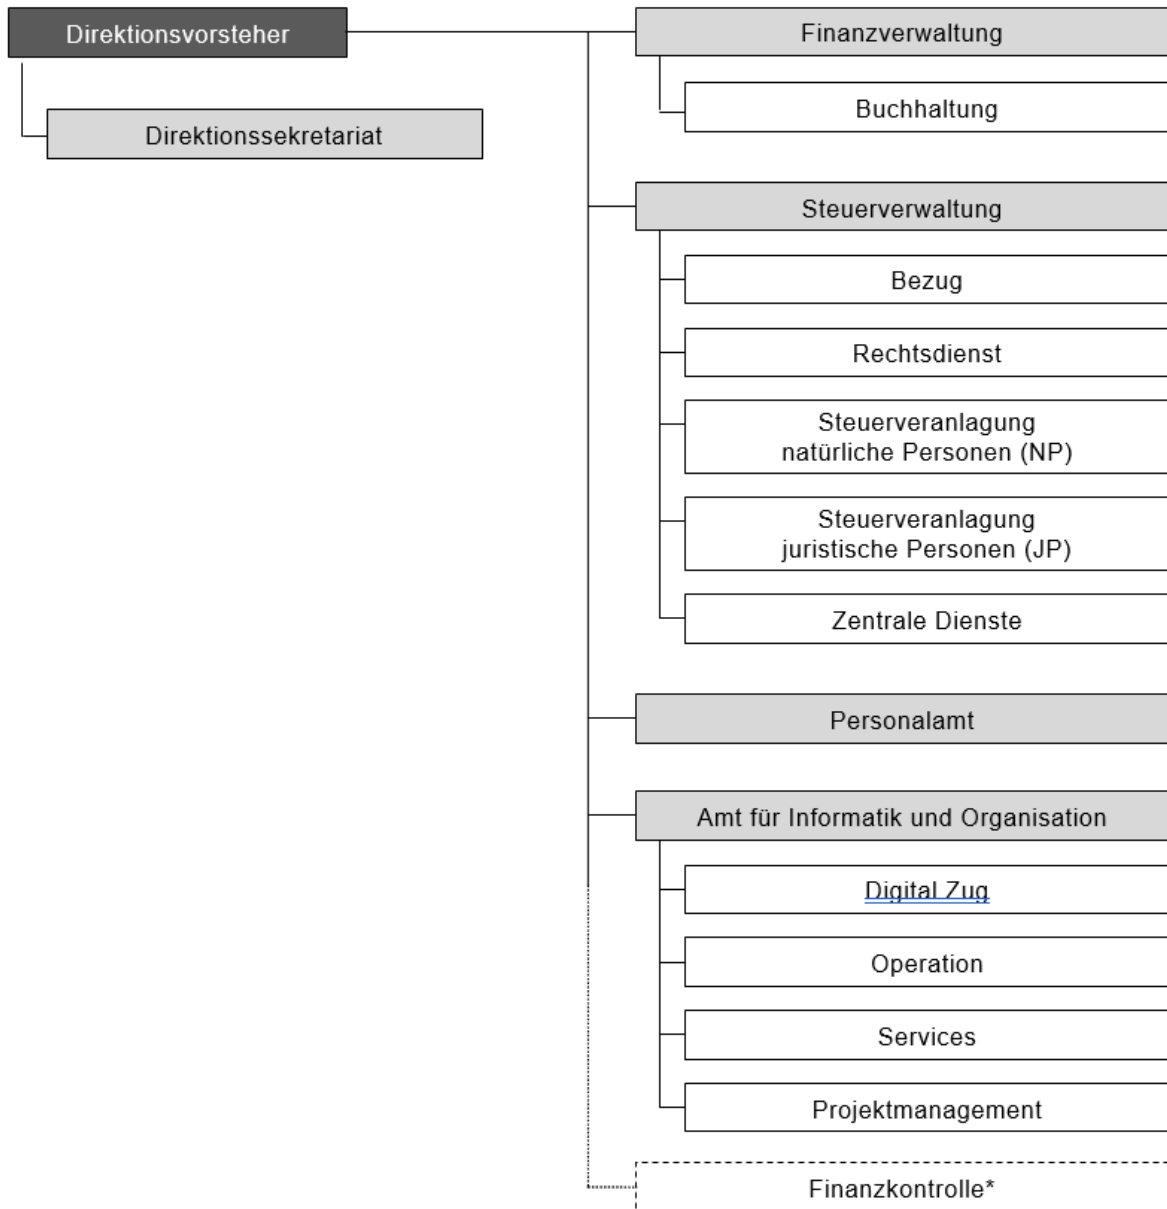 Direktionsvorsteher
Direktionssekretariat
Finanzverwaltung
Buchhaltung
Steuerverwaltung
Bezug
Rechtsdienst
Steuerveranlagung
natürliche Personen (NP)
Steuerveranlagung
juristische Personen (JP)
Zentrale Dienste
Personalamt
Amt für Informatik und Organisation
Digital Zug
Operation
Services
Projektmanagement
Finanzkontrolle*